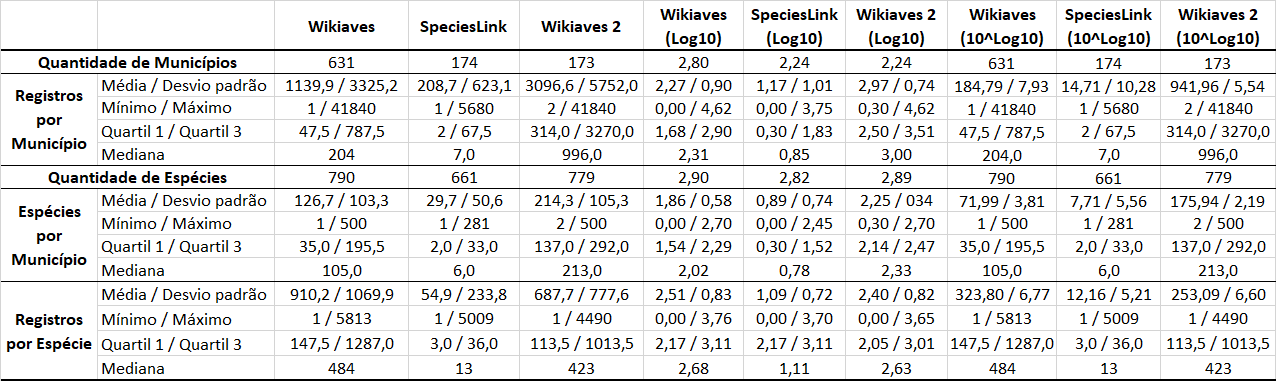 Wikiaves SpeciesLink Wikiaves 2 Wikiaves (Log10) SpeciesLink (Log10) Wikiaves 2 (Log10) Wikiaves (10^Log10) SpeciesLink (10^Log10) Wikiaves 2 (10^Log10)
Quantidade de Municípios 631 174 173 2,80 2,24 2,24 631 174 173
Registros por Município
Média / Desvio padrão 1139,9 / 3325,2 208,7 / 623,1 3096,6 / 5752,0 2,27 / 0,90 1,17 / 1,01 2,97 / 0,74 184,79 / 7,93 14,71 / 10,28 941,96 / 5,54
Mínimo / Máximo 1 / 41840 1 / 5680 2 / 41840 0,00 / 4,62 0,00 / 3,75 0,30 / 4,62 1 / 41840 1 / 5680 2 / 41840
Quartil 1 / Quartil 3 47,5 / 787,5 2 / 67,5 314,0 / 3270,0 1,68 / 2,90 0,30 / 1,83 2,50 / 3,51 47,5 / 787,5 2 / 67,5 314,0 / 3270,0
Mediana 204 7,0 996,0 2,31 0,85 3,00 204,0 7,0 996,0
Quantidade de Espécies 790 661 779 2,90 2,82 2,89 790 661 779
Espécies por Município
Média / Desvio padrão 126,7 / 103,3 29,7 / 50,6 214,3 / 105,3 1,86 / 0,58 0,89 / 0,74 2,25 / 034 71,99 / 3,81 7,71 / 5,56 175,94 / 2,19
Mínimo / Máximo 1 / 500 1 / 281 2 / 500 0,00 / 2,70 0,00 / 2,45 0,30 / 2,70 1 / 500 1 / 281 2 / 500
Quartil 1 / Quartil 3 35,0 / 195,5 2,0 / 33,0 137,0 / 292,0 1,54 / 2,29 0,30 / 1,52 2,14 / 2,47 35,0 / 195,5 2,0 / 33,0 137,0 / 292,0
Mediana 105,0 6,0 213,0 2,02 0,78 2,33 105,0 6,0 213,0
Registros por Espécie
Média / Desvio padrão 910,2 / 1069,9 54,9 / 233,8 687,7 / 777,6 2,51 / 0,83 1,09 / 0,72 2,40 / 0,82 323,80 / 6,77 12,16 / 5,21 253,09 / 6,60
Mínimo / Máximo 1 / 5813 1 / 5009 1 / 4490 0,00 / 3,76 0,00 / 3,70 0,00 / 3,65 1 / 5813 1 / 5009 1 / 4490
Quartil 1 / Quartil 3 147,5 / 1287,0 3,0 / 36,0 113,5 / 1013,5 2,17 / 3,11 2,17 / 3,11 2,05 / 3,01 147,5 / 1287,0 3,0 / 36,0 113,5 / 1013,5
Mediana 484 13 423 2,68 1,11 2,63 484 13 423